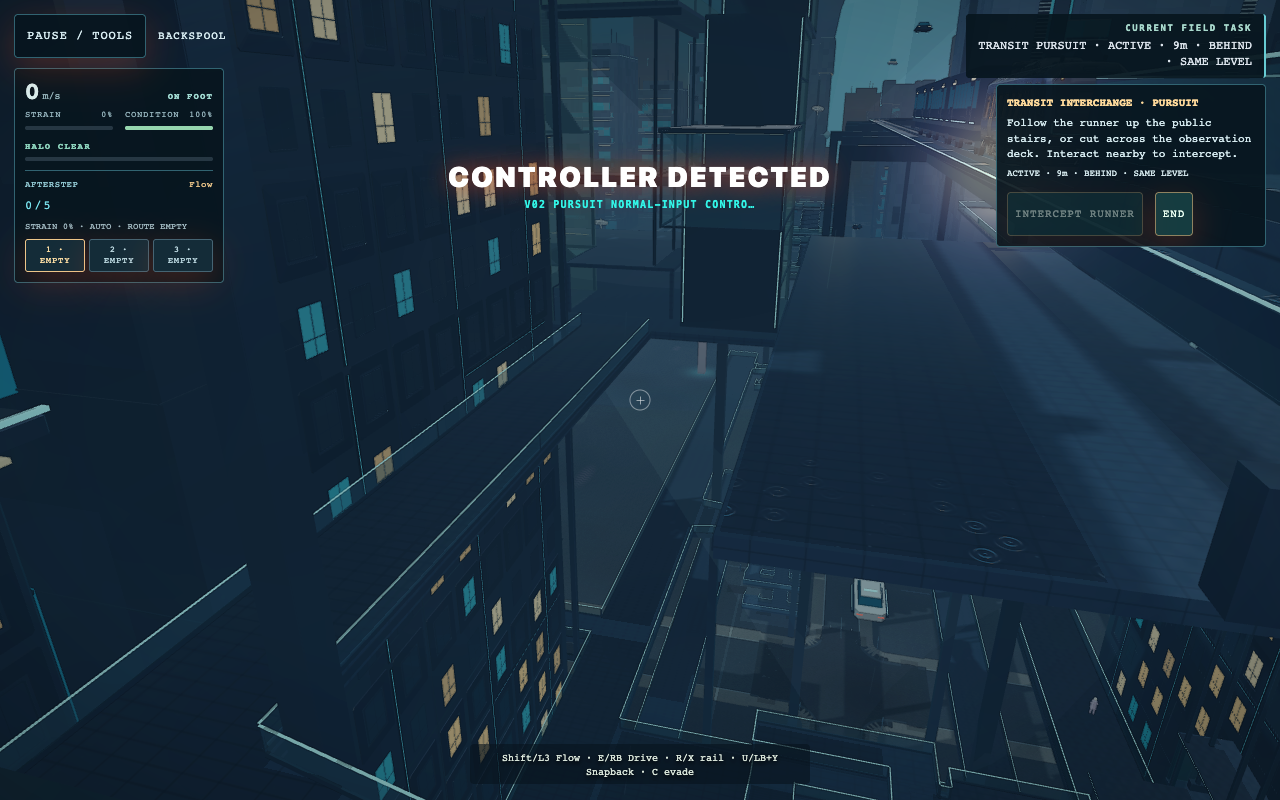 PAUSE / TOOLS
BACKSPOOL
0 m/s
ON FOOT
STRAIN 0%
CONDITION 100%
HALO CLEAR
AFTERSTEP
Flow
0/5
STRAIN 0% · AUTO · ROUTE EMPTY
1 ·
EMPTY
2 ·
EMPTY
3 ·
EMPTY
CONTROLLER DETECTED
V02 PURSUIT NORMAL-INPUT CONTRO…
CURRENT FIELD TASK
TRANSIT PURSUIT · ACTIVE · 9m · BEHIND
· SAME LEVEL
TRANSIT INTERCHANGE · PURSUIT
Follow the runner up the public
stairs, or cut across the observation
deck. Interact nearby to intercept.
ACTIVE · 9m · BEHIND · SAME LEVEL
INTERCEPT RUNNER
END
Shift/L3 Flow · E/RB Drive · R/X rail · U/LB+Y
Snapback · C evade